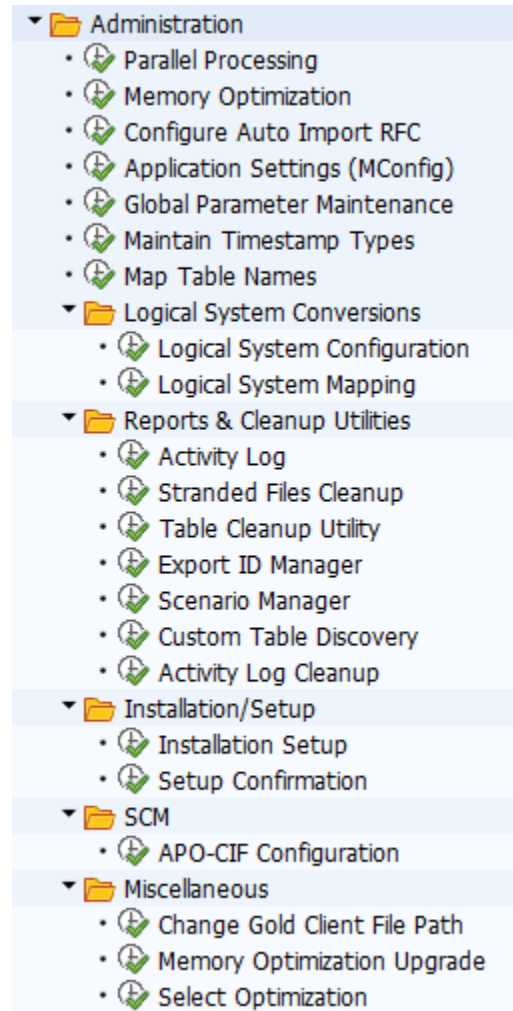 Administration
Parallel Processing
Memory Optimization
Configure Auto Import RFC
Application Settings (MConfig)
Global Parameter Maintenance
Maintain Timestamp Types
Map Table Names
Logical System Conversions
Logical System Configuration
Logical System Mapping
Reports & Cleanup Utilities
Activity Log
Stranded Files Cleanup
Table Cleanup Utility
Export ID Manager
Scenario Manager
Custom Table Discovery
Activity Log Cleanup
Installation/Setup
Installation Setup
Setup Confirmation
SCM
APO-CIF Configuration
Miscellaneous
Change Gold Client File Path
Memory Optimization Upgrade
Select Optimization